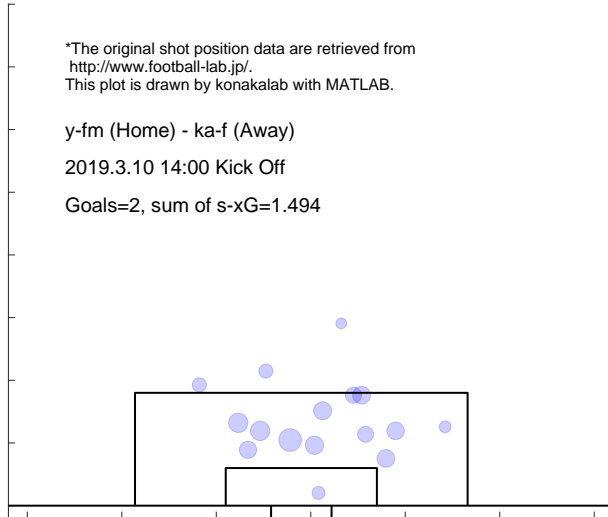 *The original shot position data are retrieved from
http://www.football-lab.jp/.
This plot is drawn by konakalab with MATLAB.
y-fm (Home) - ka-f (Away)
2019.3.10 14:00 Kick Off
Goals=2, sum of s-xG=1.494